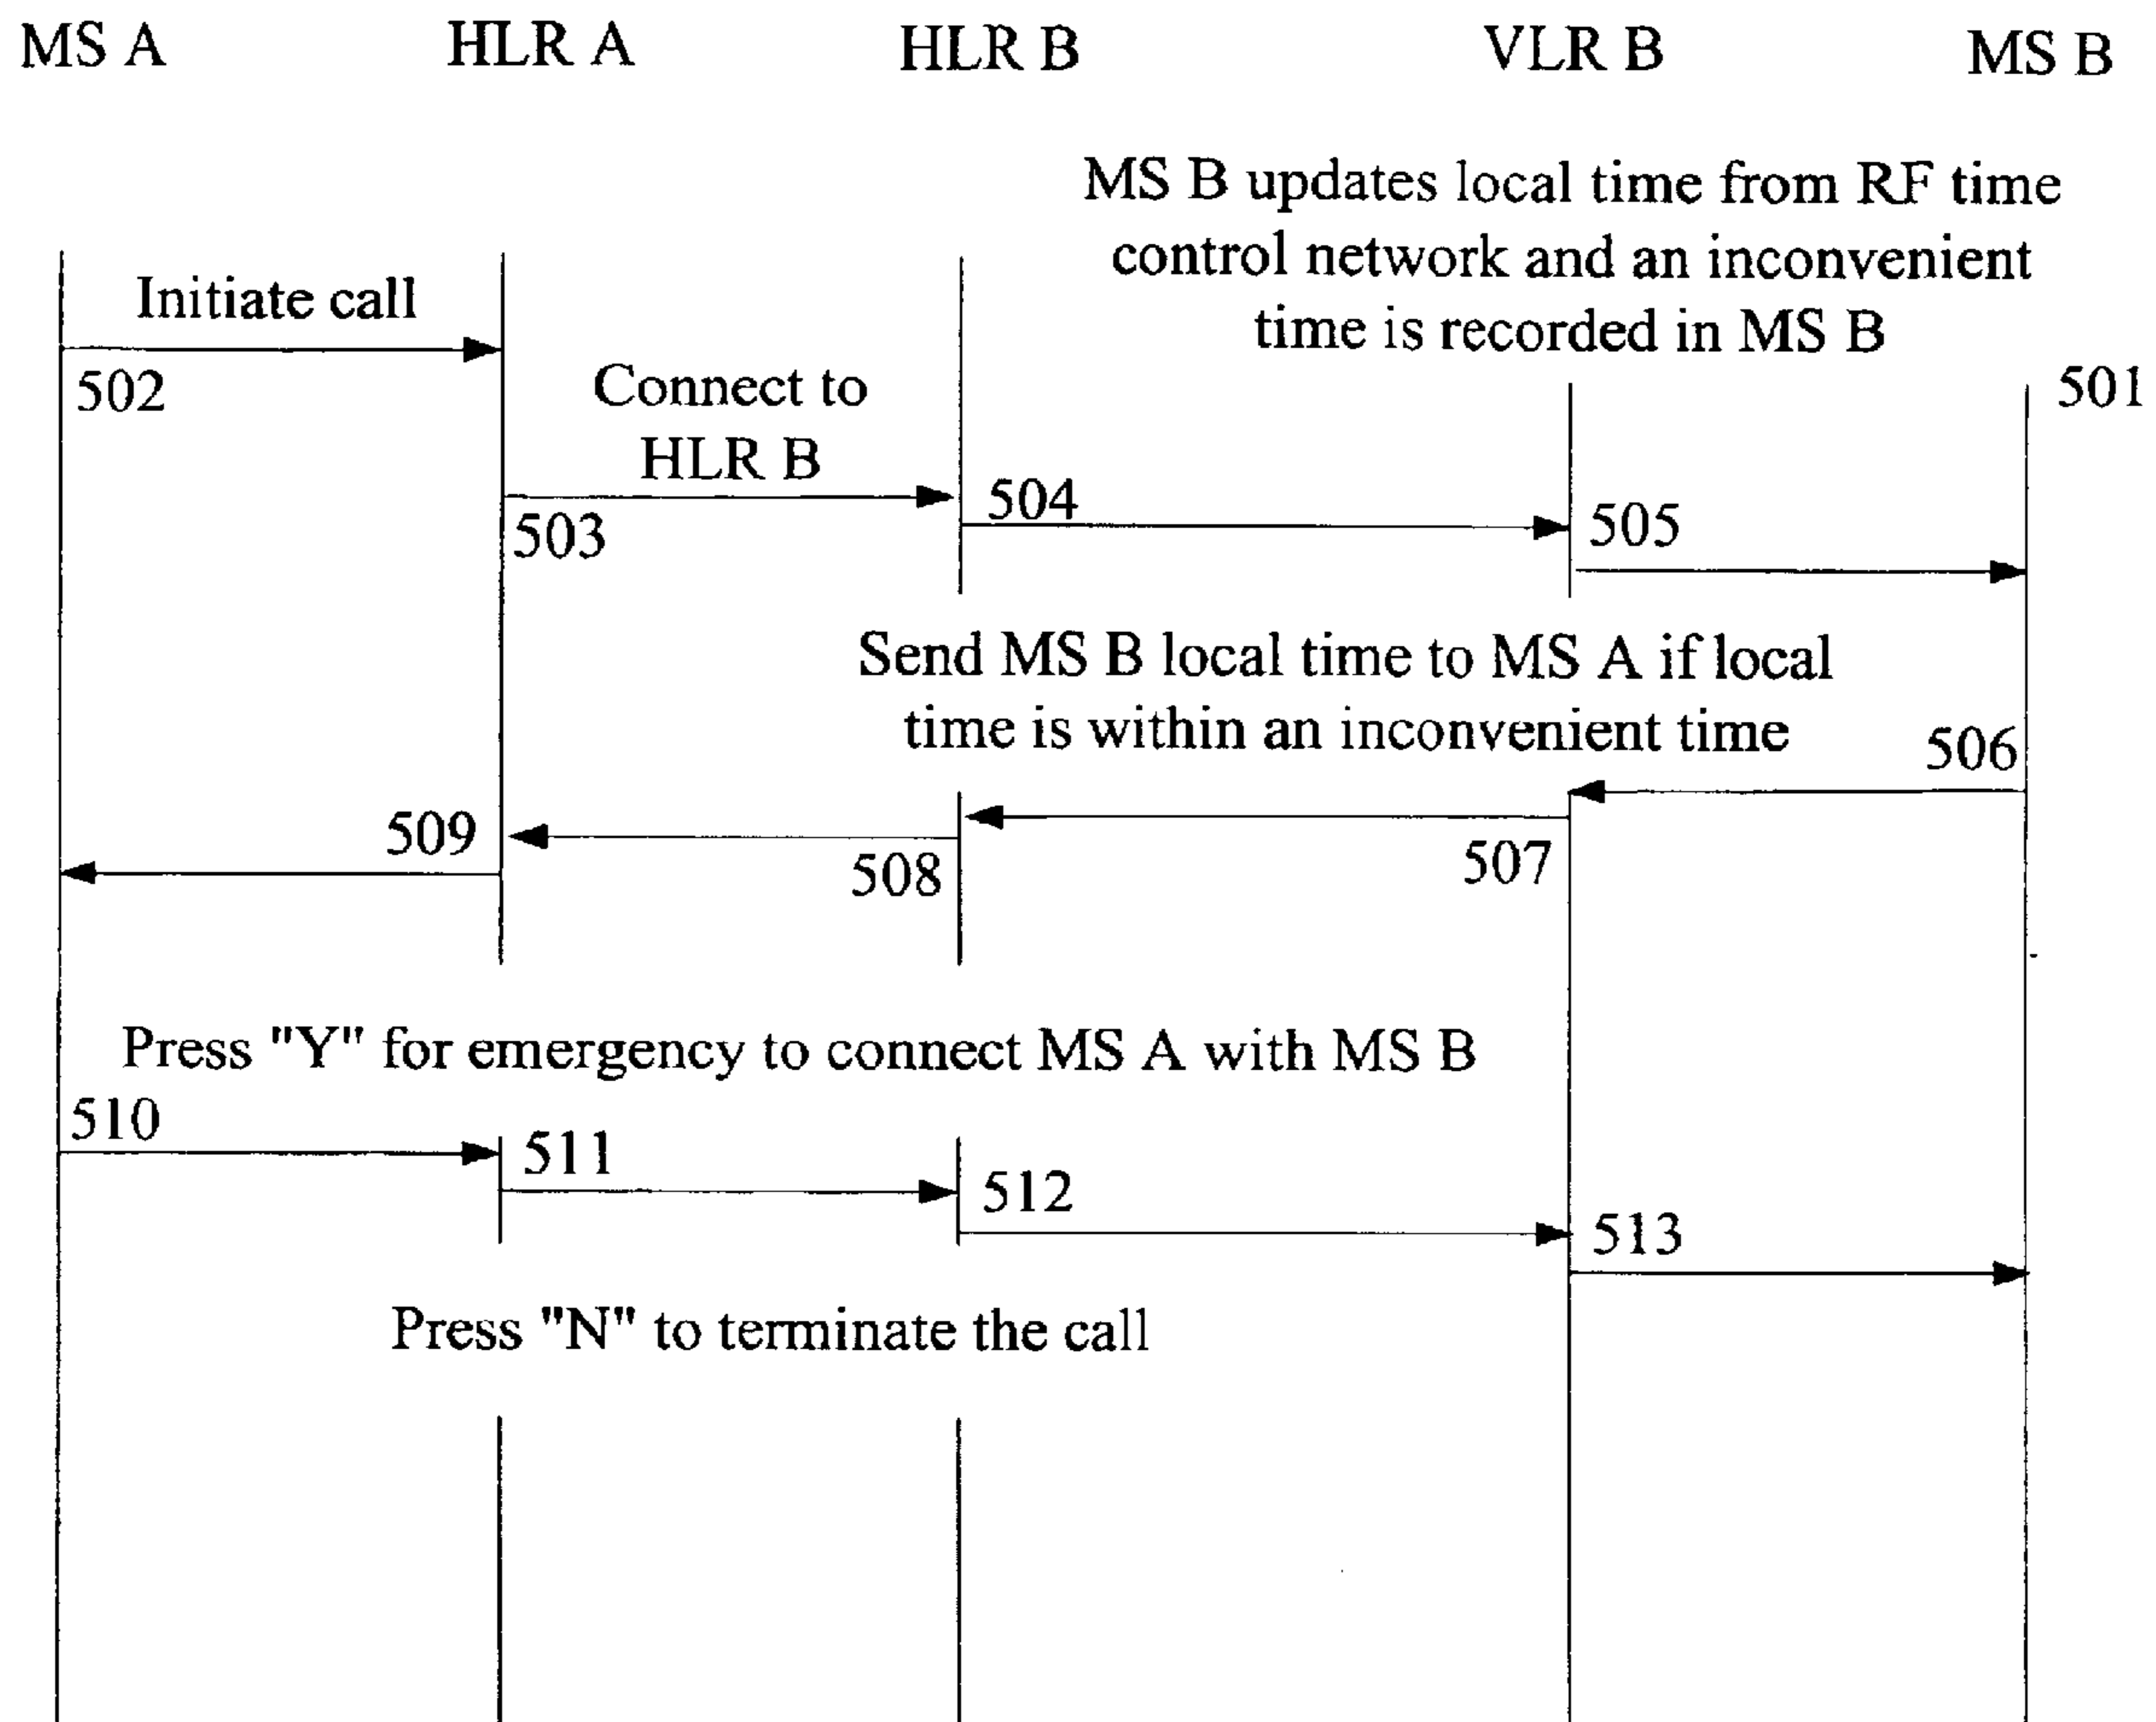 MS A HLR A HLR B VLR B MS B
MS B updates local time from RF time
control network and an inconvenient
time is recorded in MS B
Initiate call
502
Connect to
HLR B
501
503
504
505
Send MS B local time to MS A if local
time is within an inconvenient time
506
507
508
509
Press "Y" for emergency to connect MS A with MS B
510
511
512
513
Press "N" to terminate the call